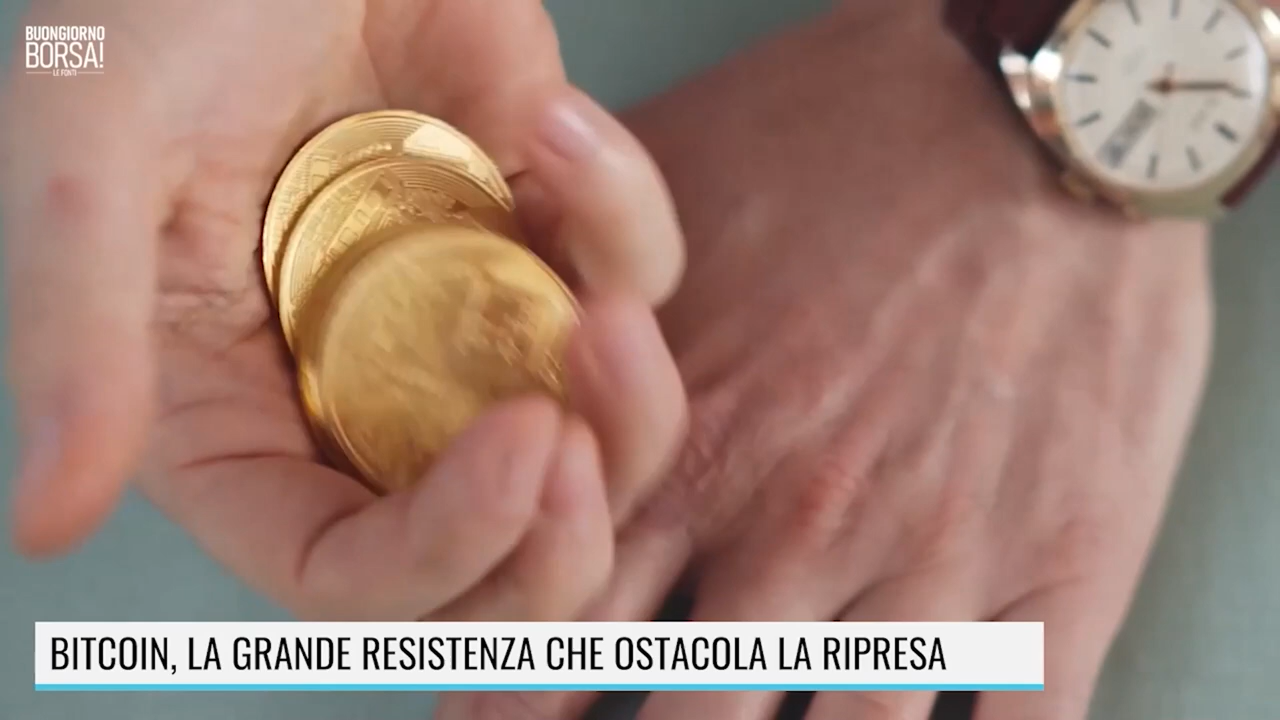 BUONGIORNO
BORSA!
LE FONTI
BITCOIN, LA GRANDE RESISTENZA CHE OSTACOLA LA RIPRESA